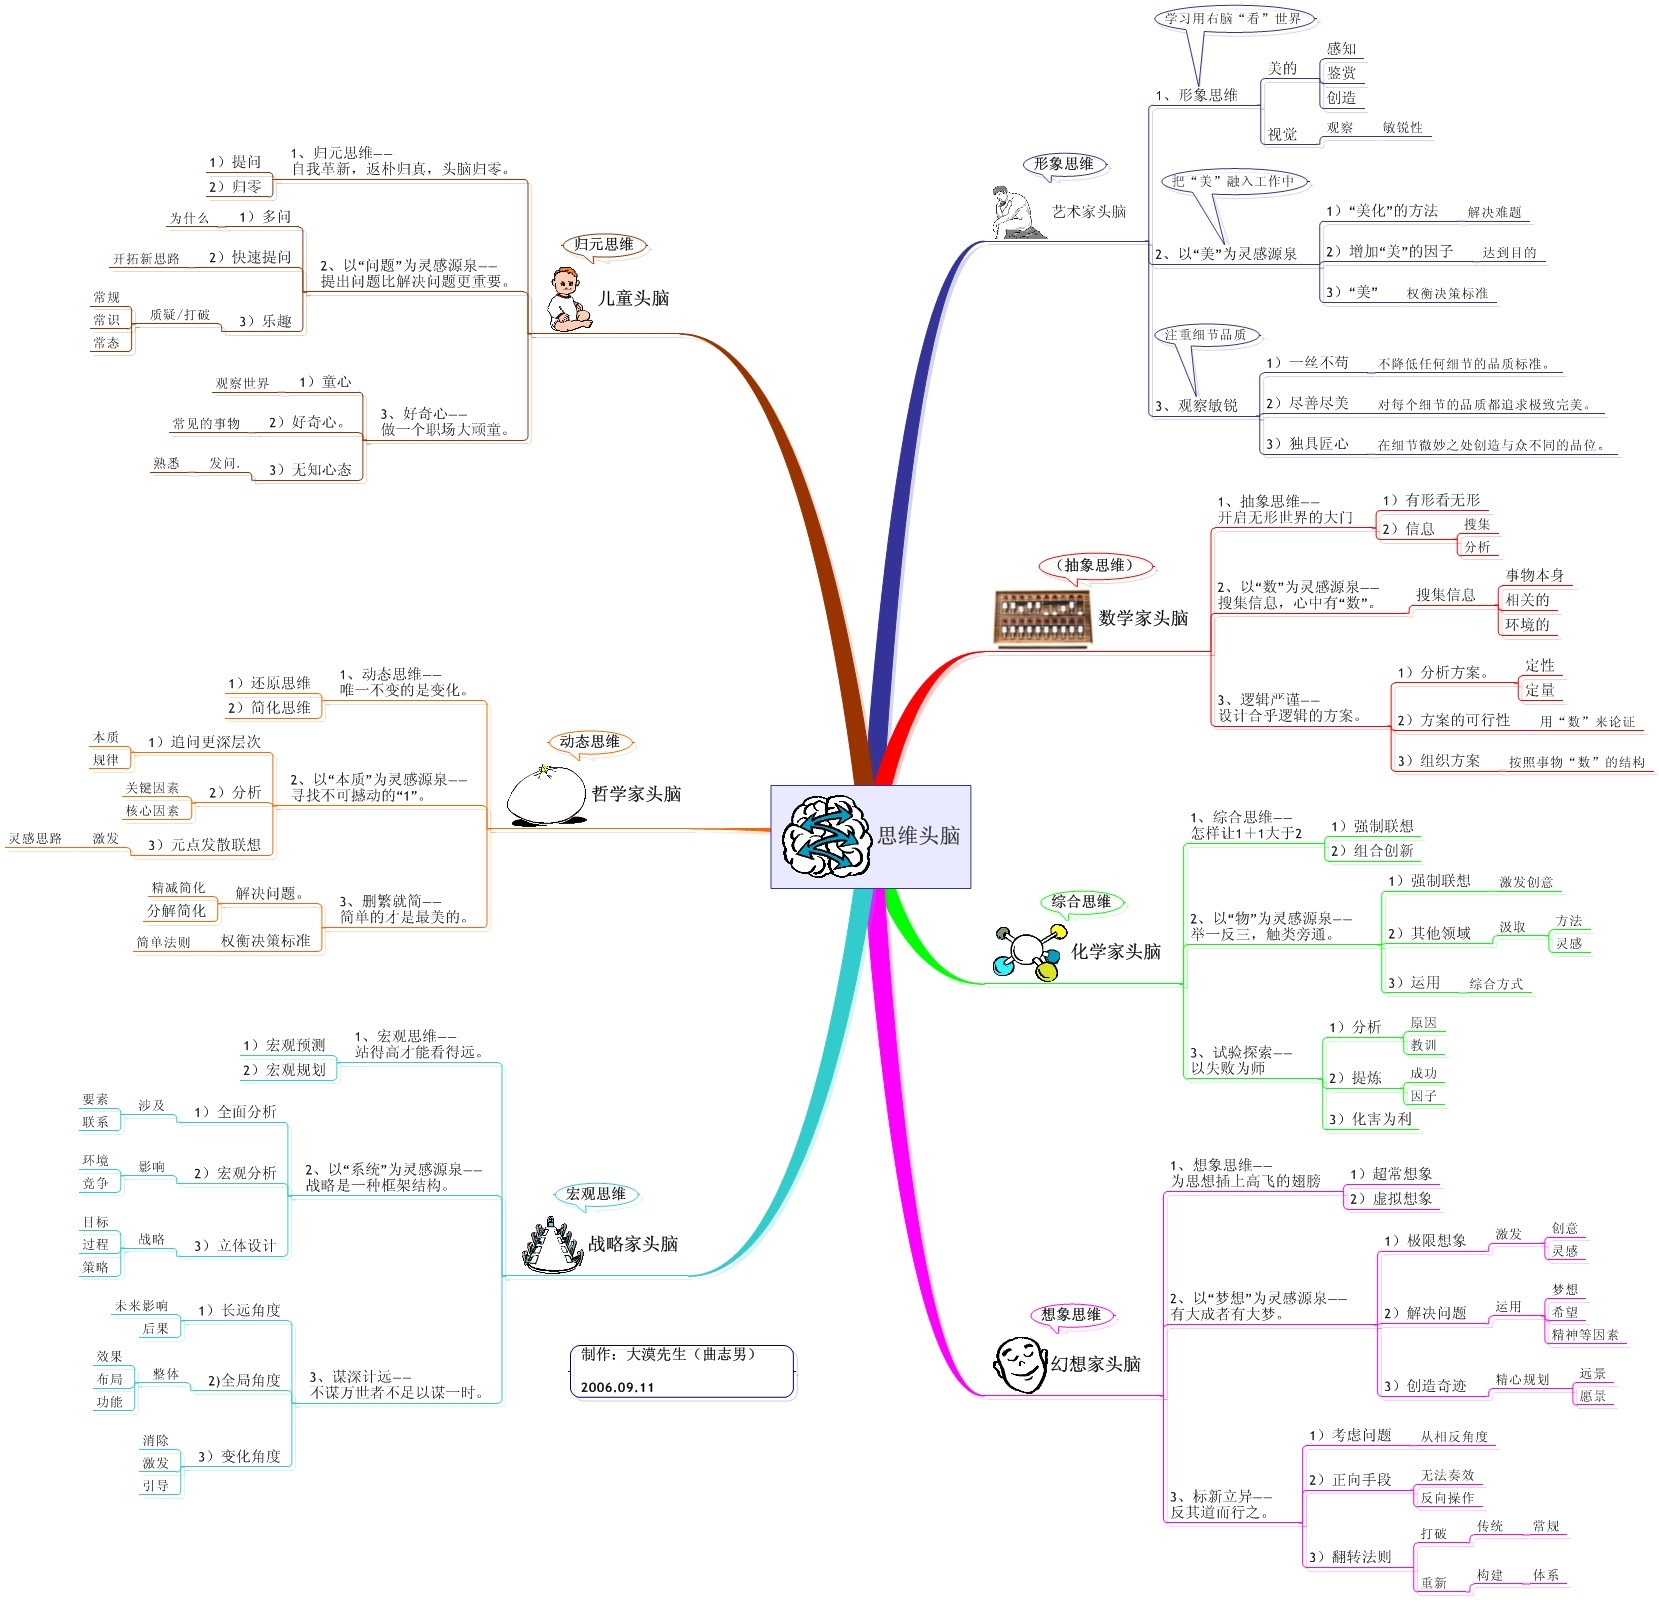 思维头脑
形象思维
艺术家头脑
学习用右脑“看”世界
1、形象思维
美的
感知
鉴赏
创造
视觉
观察
敏锐性
把“美”融入工作中
2、以“美”为灵感源泉
1）“美化”的方法
解决难题
2）增加“美”的因子
达到目的
3）“美”
权衡决策标准
注重细节品质
3、观察敏锐
1）一丝不苟
不降低任何细节的品质标准。
2）尽善尽美
对每个细节的品质都追求极致完美。
3）独具匠心
在细节微妙之处创造与众不同的品位。
（抽象思维）
数学家头脑
1、抽象思维——
开启无形世界的大门
1）有形看无形
2）信息
搜集
分析
2、以“数”为灵感源泉——
搜集信息，心中有“数”。
搜集信息
事物本身
相关的
环境的
3、逻辑严谨——
设计合乎逻辑的方案。
1）分析方案。
定性
定量
2）方案的可行性
用“数”来论证
3）组织方案
按照事物“数”的结构
综合思维
化学家头脑
1、综合思维——
怎样让1＋1大于2
1）强制联想
2）组合创新
2、以“物”为灵感源泉——
举一反三，触类旁通。
1）强制联想
激发创意
2）其他领域
汲取
方法
灵感
3）运用
综合方式
3、试验探索——
以失败为师
1）分析
原因
教训
2）提炼
成功
因子
3）化害为利
想象思维
幻想家头脑
1、想象思维——
为思想插上高飞的翅膀
1）超常想象
2）虚拟想象
2、以“梦想”为灵感源泉——
有大成者有大梦。
1）极限想象
激发
创意
灵感
2）解决问题
运用
梦想
希望
精神等因素
3）创造奇迹
精心规划
远景
愿景
3、标新立异——
反其道而行之。
1）考虑问题
从相反角度
2）正向手段
无法奏效
反向操作
3）翻转法则
打破
传统
常规
重新
构建
体系
归元思维
儿童头脑
1、归元思维——
自我革新，返朴归真，头脑归零。
1）提问
2）归零
2、以“问题”为灵感源泉——
提出问题比解决问题更重要。
1）多问
为什么
2）快速提问
开拓新思路
3）乐趣
质疑/打破
常规
常识
常态
3、好奇心——
做一个职场大顽童。
1）童心
观察世界
2）好奇心。
常见的事物
3）无知心态
发问.
熟悉
动态思维
哲学家头脑
1、动态思维——
唯一不变的是变化。
1）还原思维
2）简化思维
2、以“本质”为灵感源泉——
寻找不可撼动的“1”。
1）追问更深层次
本质
规律
2）分析
关键因素
核心因素
3）元点发散联想
激发
灵感思路
3、删繁就简——
简单的才是最美的。
解决问题。
精减简化
分解简化
权衡决策标准
简单法则
宏观思维
战略家头脑
1、宏观思维——
站得高才能看得远。
1）宏观预测
2）宏观规划
2、以“系统”为灵感源泉——
战略是一种框架结构。
1）全面分析
涉及
要素
联系
2）宏观分析
影响
环境
竞争
3）立体设计
战略
目标
过程
策略
3、谋深计远——
不谋万世者不足以谋一时。
1）长远角度
未来影响
后果
2)全局角度
整体
效果
布局
功能
3）变化角度
消除
激发
引导
制作：大漠先生（曲志男）
2006.09.11